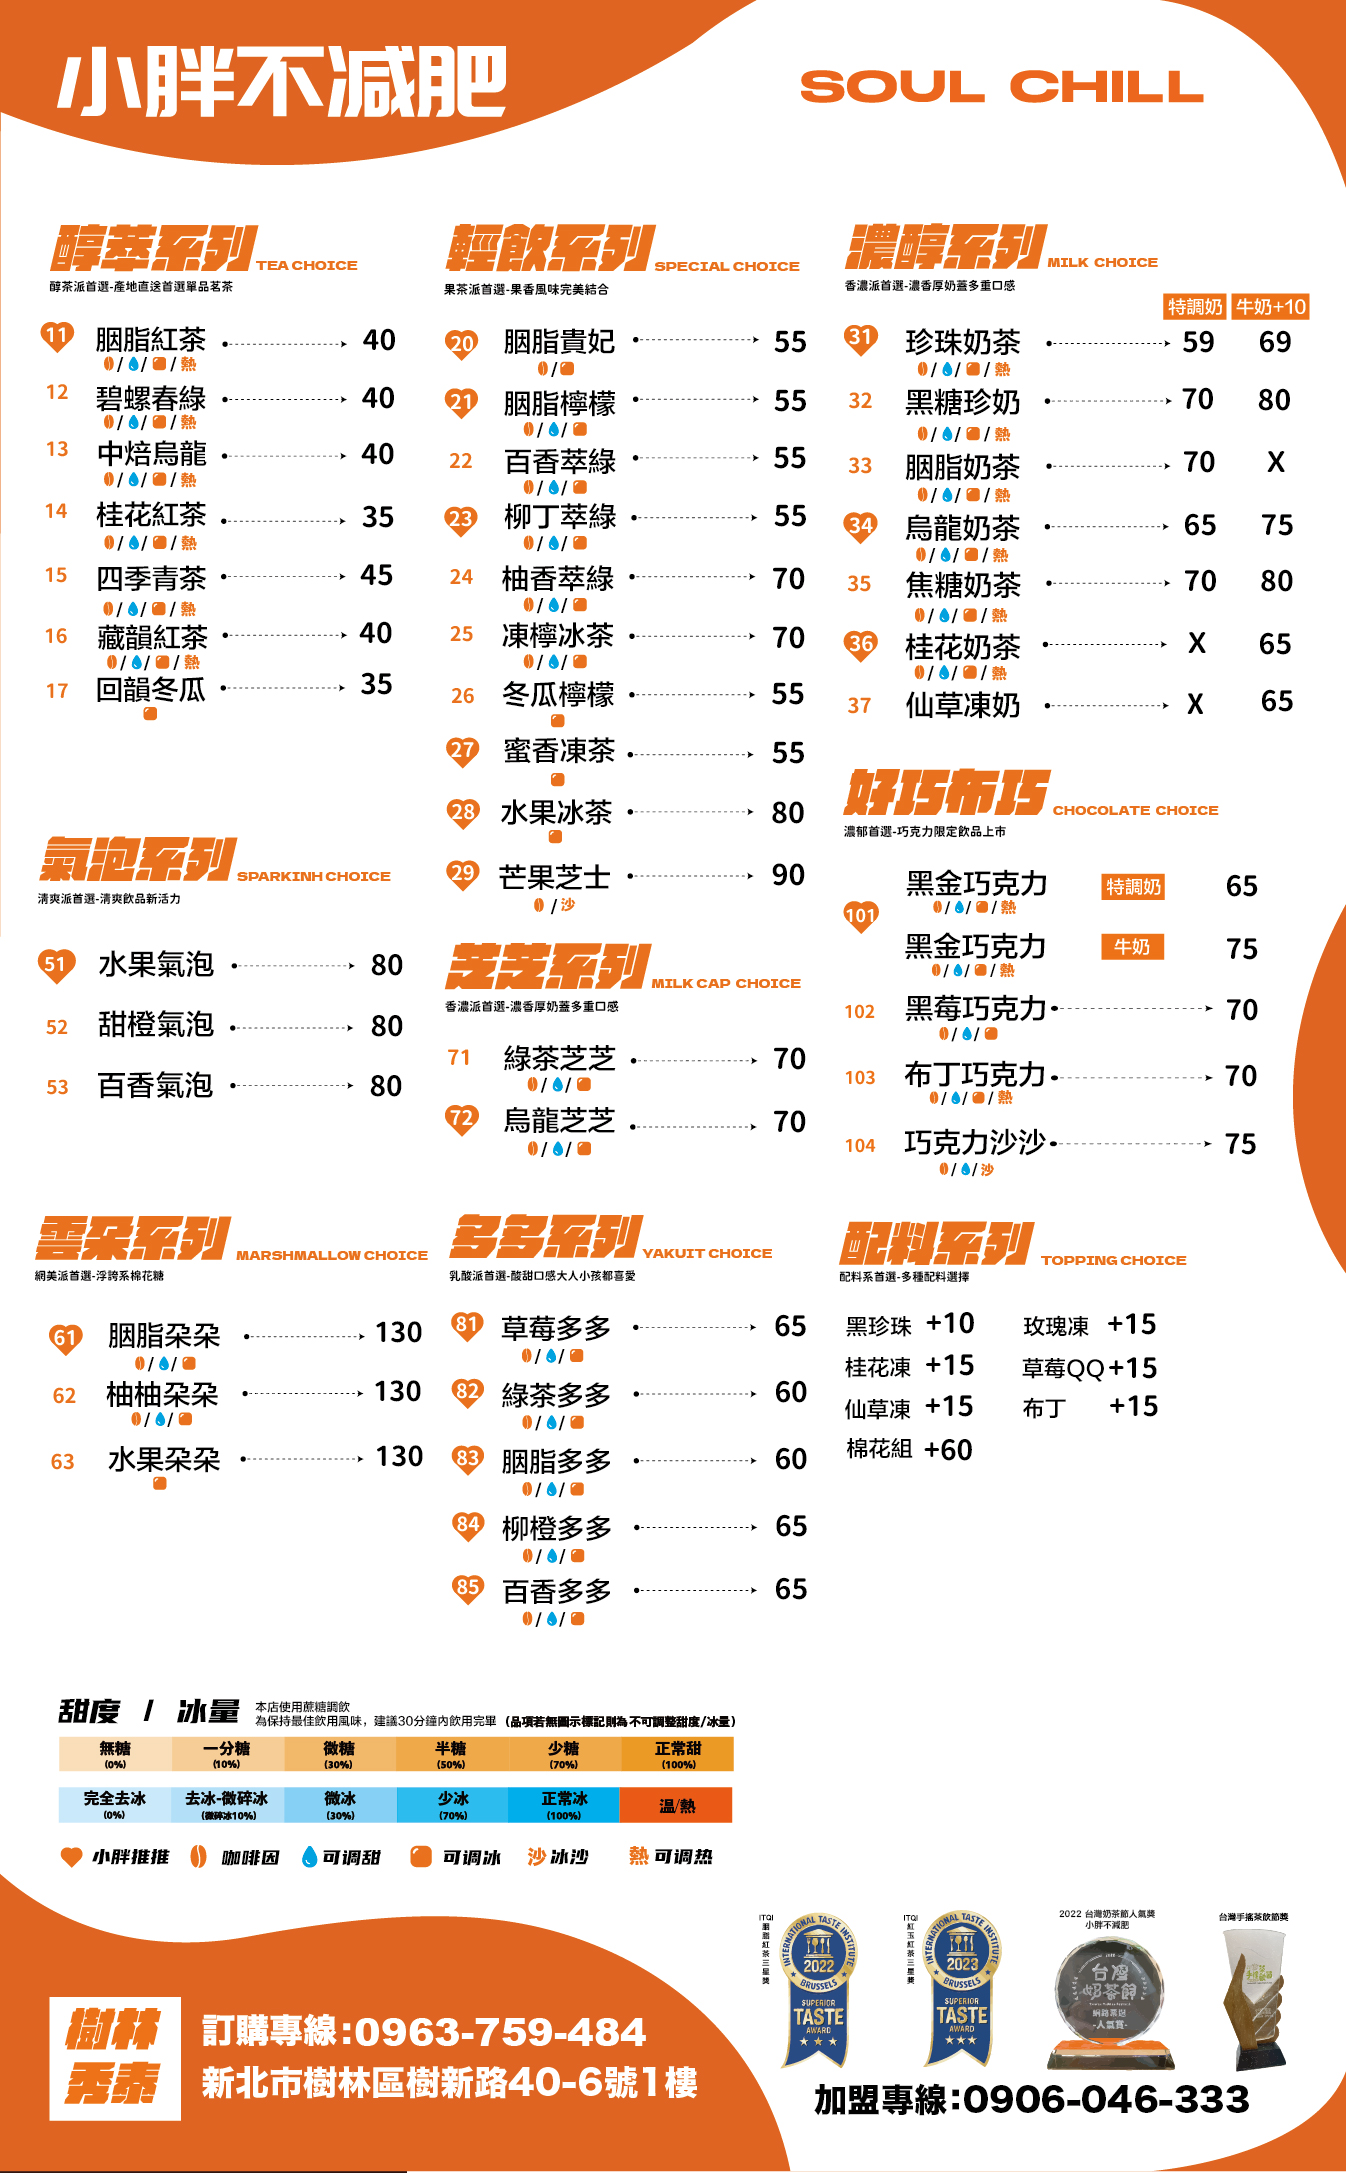 小胖不減肥
SOUL CHILL
醇萃系列 TEA CHOICE
醇茶派首選-產地直送首選單品茗茶
11 胭脂紅茶 40
/ / / 熱
12 碧螺春綠 40
/ / / 熱
13 中焙烏龍 40
/ / / 熱
14 桂花紅茶 35
/ / / 熱
15 四季青茶 45
/ / / 熱
16 藏韻紅茶 40
/ / / 熱
17 回韻冬瓜 35
氣泡系列 SPARKINH CHOICE
清爽派首選-清爽飲品新活力
51 水果氣泡 80
52 甜橙氣泡 80
53 百香氣泡 80
雲朵系列 MARSHMALLOW CHOICE
網美派首選-浮誇系棉花糖
61 胭脂朵朵 130
/ /
62 柚柚朵朵 130
/ /
63 水果朵朵 130
輕飲系列 SPECIAL CHOICE
果茶派首選-果香風味完美結合
20 胭脂貴妃 55
/
21 胭脂檸檬 55
/ /
22 百香萃綠 55
/ /
23 柳丁萃綠 55
/ /
24 柚香萃綠 70
/ /
25 凍檸冰茶 70
/ /
26 冬瓜檸檬 55
27 蜜香凍茶 55
28 水果冰茶 80
29 芒果芝士 90
/ 沙
芝芝系列 MILK CAP CHOICE
香濃派首選-濃香厚奶蓋多重口感
71 綠茶芝芝 70
/ /
72 烏龍芝芝 70
/ /
多多系列 YAKUIT CHOICE
乳酸派首選-酸甜口感大人小孩都喜愛
81 草莓多多 65
/ /
82 綠茶多多 60
/ /
83 胭脂多多 60
/ /
84 柳橙多多 65
/ /
85 百香多多 65
/ /
濃醇系列 MILK CHOICE
香濃派首選-濃香厚奶蓋多重口感
特調奶 牛奶+10
31 珍珠奶茶 59 69
/ / / 熱
32 黑糖珍奶 70 80
/ / / 熱
33 胭脂奶茶 70 X
/ / / 熱
34 烏龍奶茶 65 75
/ / / 熱
35 焦糖奶茶 70 80
/ / / 熱
36 桂花奶茶 X 65
/ / / 熱
37 仙草凍奶 X 65
好巧布巧 CHOCOLATE CHOICE
濃郁首選-巧克力限定飲品上市
101 黑金巧克力 特調奶 65
/ / / 熱
黑金巧克力 牛奶 75
/ / / 熱
102 黑莓巧克力 70
/ /
103 布丁巧克力 70
/ / / 熱
104 巧克力沙沙 75
/ / 沙
配料系列 TOPPING CHOICE
配料系首選-多種配料選擇
黑珍珠 +10 玫瑰凍 +15
桂花凍 +15 草莓QQ +15
仙草凍 +15 布丁 +15
棉花組 +60
甜度 / 冰量
本店使用蔗糖調飲
為保持最佳飲用風味，建議30分鐘內飲用完畢（品項若無圖示標記則為不可調整甜度/冰量）
無糖 一分糖 微糖 半糖 少糖 正常甜
(0%) (10%) (30%) (50%) (70%) (100%)
完全去冰 去冰-微碎冰 微冰 少冰 正常冰 溫/熱
(0%) (微碎冰10%) (30%) (70%) (100%)
小胖推推 咖啡因 可调甜 可调冰 沙 冰沙 熱 可调热
樹林
秀泰
訂購專線:0963-759-484
新北市樹林區樹新路40-6號1樓
ITQI 胭脂紅茶三星獎
INTERNATIONAL TASTE INSTITUTE
2022
BRUSSELS
SUPERIOR
TASTE
AWARD
ITQI 紅玉紅茶三星獎
INTERNATIONAL TASTE INSTITUTE
2023
BRUSSELS
SUPERIOR
TASTE
AWARD
2022 台灣奶茶節人氣獎
小胖不減肥
台灣
奶茶節
網路票選
-人氣賞-
台灣手搖茶飲節獎
加盟專線:0906-046-333